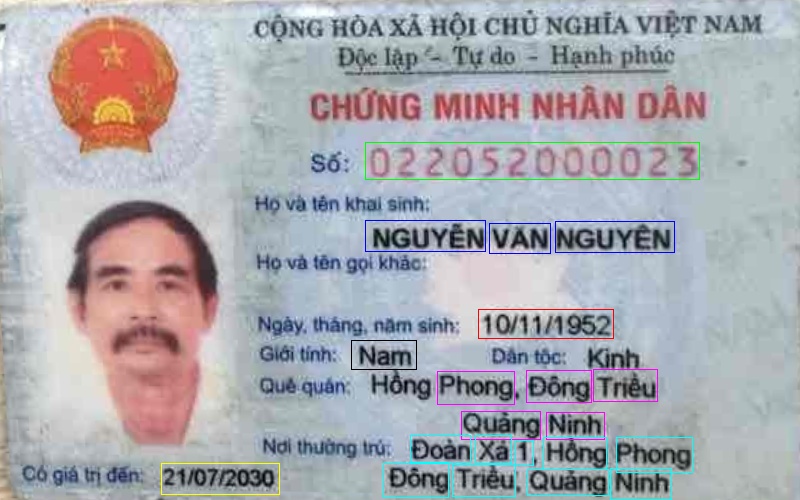 CỘNG HÒA XÃ HỘI CHỦ NGHĨA VIỆT NAM
Độc lập - Tự do - Hạnh phúc
CHỨNG MINH NHÂN DÂN
Số: 022052000023
Họ và tên khai sinh:
NGUYỄN VĂN NGUYÊN
Họ và tên gọi khác:
Ngày, tháng, năm sinh: 10/11/1952
Giới tính: Nam Dân tộc: Kinh
Quê quán: Hồng Phong, Đông Triều
Quảng Ninh
Nơi thường trú: Đoàn Xá 1, Hồng Phong
Đông Triều, Quảng Ninh
Có giá trị đến: 21/07/2030